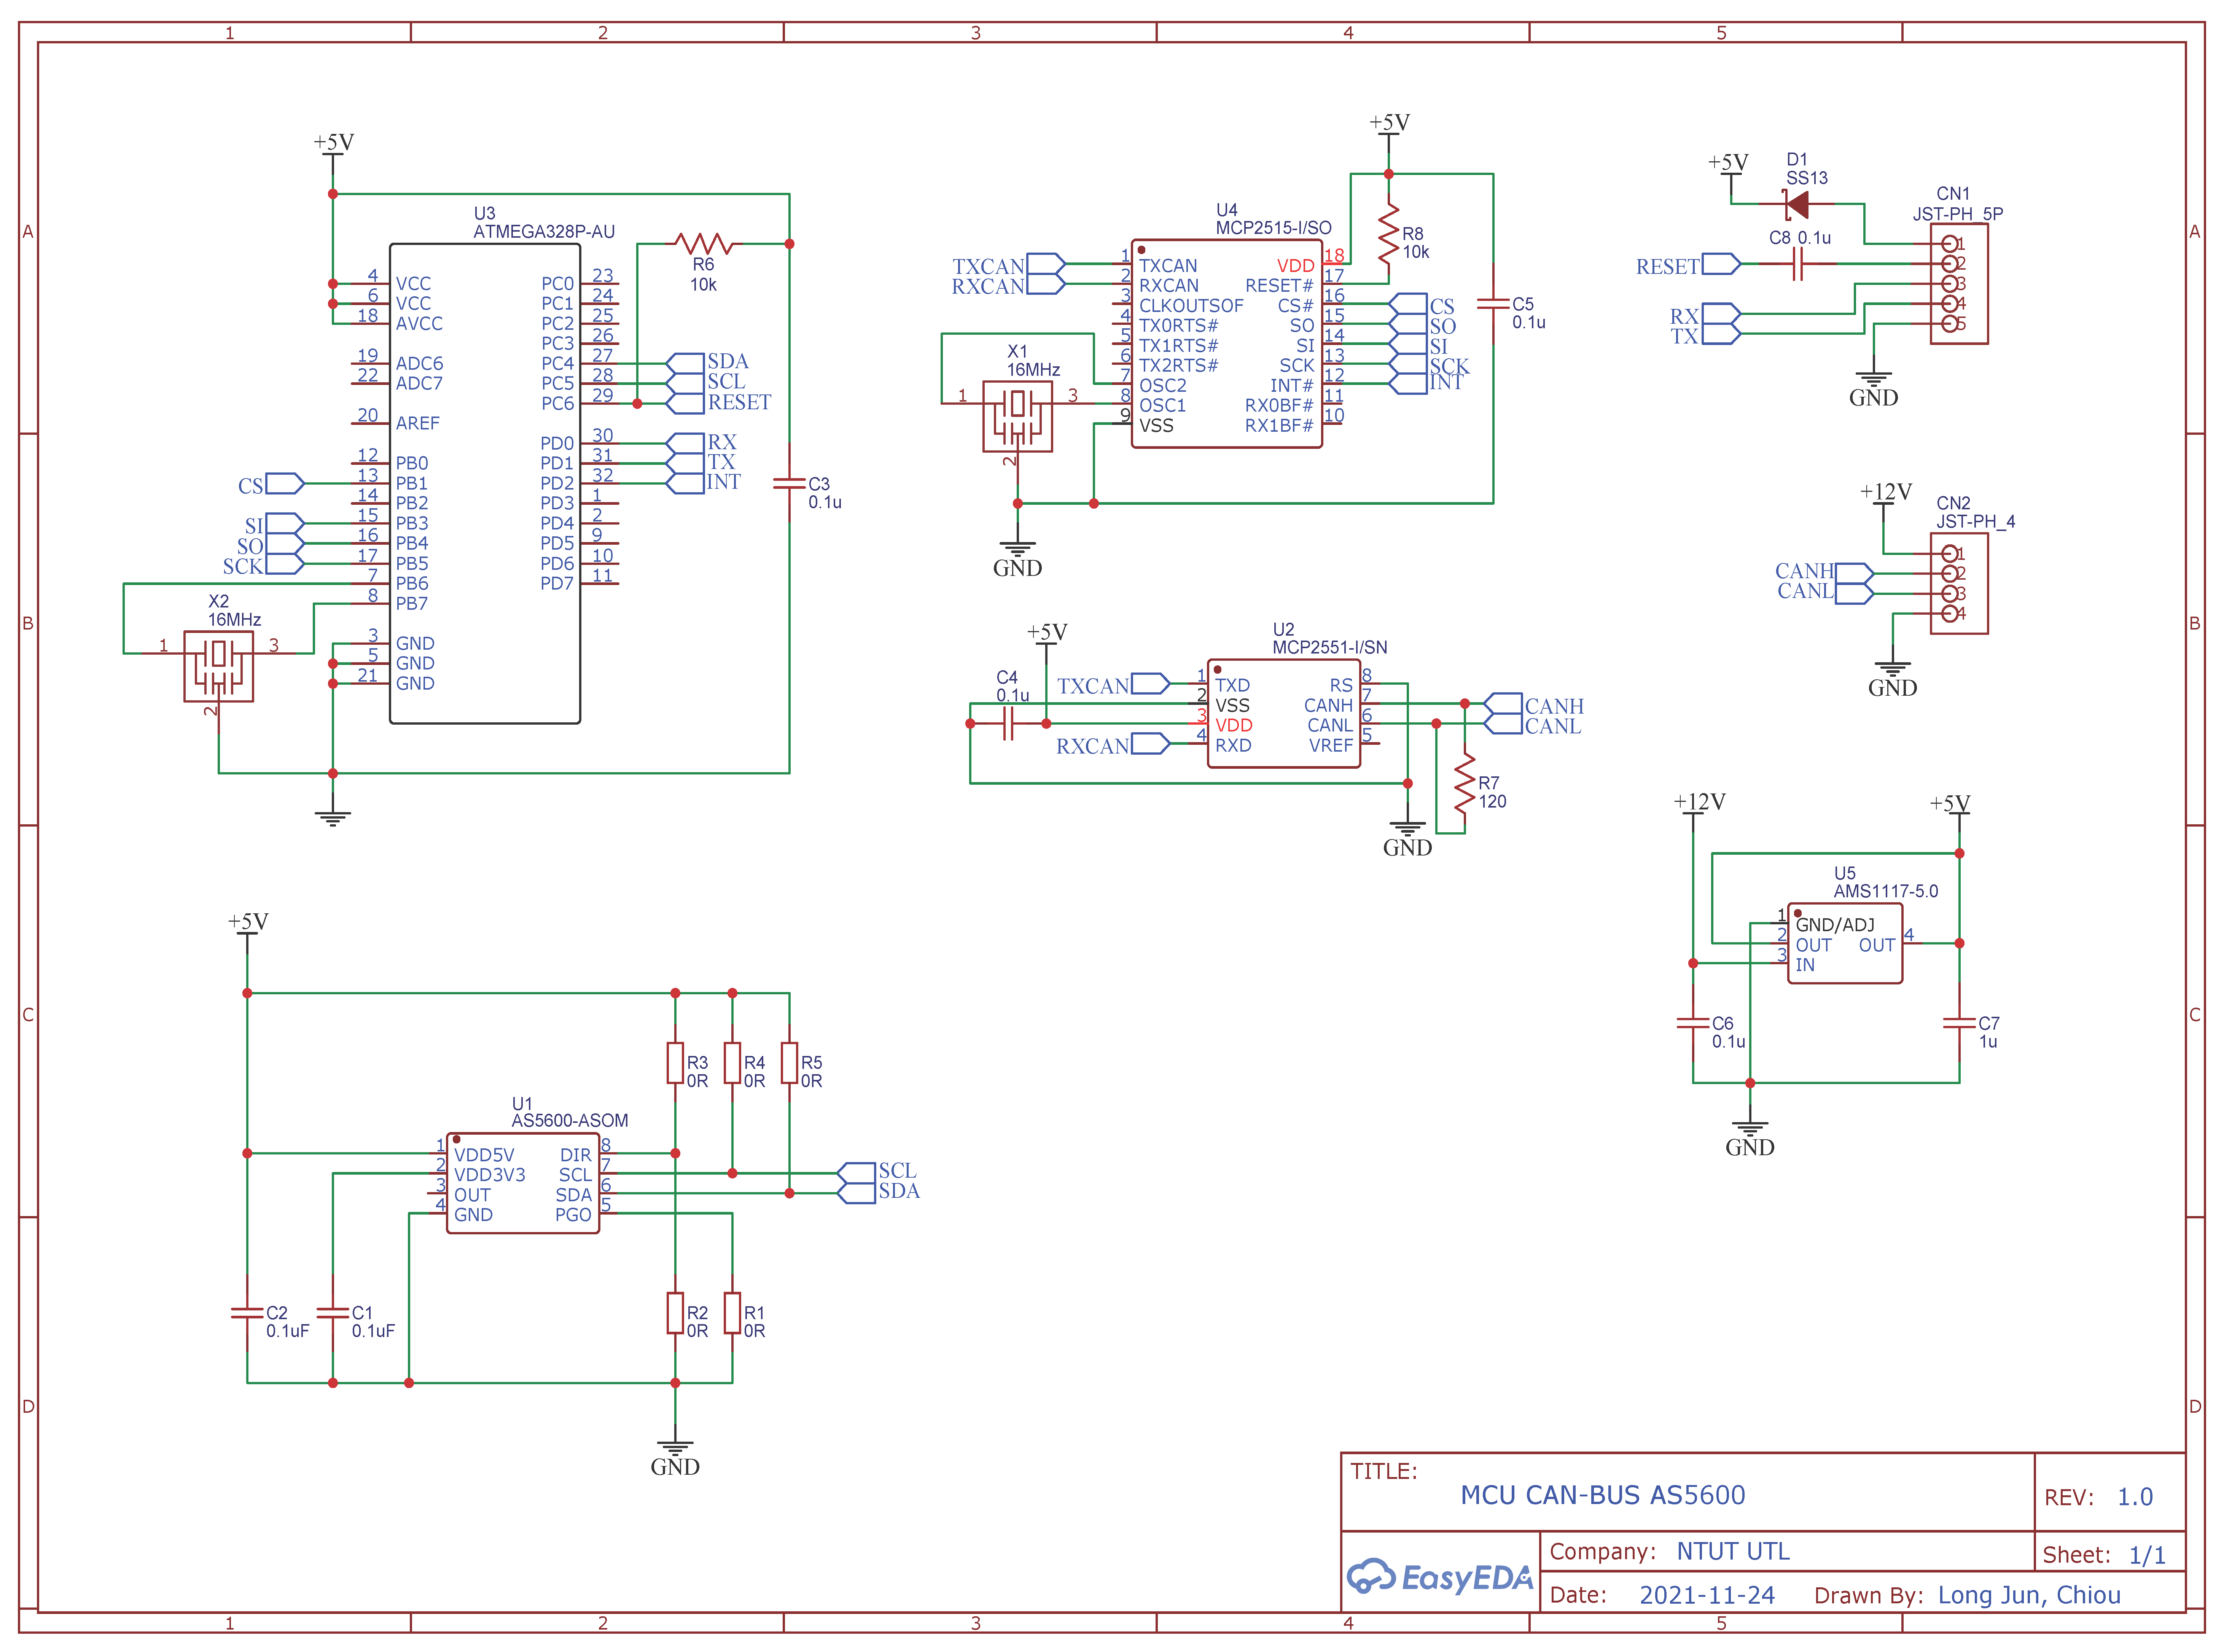 1 2 3 4 5
A
B
C
D
+5V
U3
ATMEGA328P-AU
4 VCC
6 VCC
18 AVCC
19 ADC6
22 ADC7
20 AREF
12 PB0
CS 13 PB1
14 PB2
SI 15 PB3
SO 16 PB4
SCK 17 PB5
7 PB6
8 PB7
3 GND
5 GND
21 GND
PC0 23
PC1 24
PC2 25
PC3 26
PC4 27 SDA
PC5 28 SCL
PC6 29 RESET
PD0 30 RX
PD1 31 TX
PD2 32 INT
PD3 1
PD4 2
PD5 9
PD6 10
PD7 11
R6
10k
C3
0.1u
X2
16MHz
1 3
2
+5V
U4
MCP2515-I/SO
TXCAN 1 TXCAN
RXCAN 2 RXCAN
3 CLKOUTSOF
4 TX0RTS#
5 TX1RTS#
6 TX2RTS#
7 OSC2
8 OSC1
9 VSS
VDD 18
RESET# 17
CS# 16 CS
SO 15 SO
SI 14 SI
SCK 13 SCK
INT# 12 INT
RX0BF# 11
RX1BF# 10
R8
10k
C5
0.1u
X1
16MHz
1 3
2
GND
+5V
D1
SS13
C8 0.1u
RESET
RX
TX
CN1
JST-PH_5P
1
2
3
4
5
GND
+12V
CN2
JST-PH_4
CANH
CANL
1
2
3
4
GND
+5V
U2
MCP2551-I/SN
C4
0.1u
TXCAN 1 TXD
2 VSS
3 VDD
RXCAN 4 RXD
RS 8
CANH 7 CANH
CANL 6 CANL
VREF 5
R7
120
GND
+12V +5V
U5
AMS1117-5.0
1 GND/ADJ
2 OUT OUT 4
3 IN
C6
0.1u
C7
1u
GND
+5V
R3
0R
R4
0R
R5
0R
U1
AS5600-ASOM
1 VDD5V DIR 8
2 VDD3V3 SCL 7 SCL
3 OUT SDA 6 SDA
4 GND PGO 5
C2
0.1uF
C1
0.1uF
R2
0R
R1
0R
GND
TITLE:
MCU CAN-BUS AS5600
REV: 1.0
EasyEDA
Company: NTUT UTL
Sheet: 1/1
Date: 2021-11-24 Drawn By: Long Jun, Chiou
A
B
C
D
1 2 3 4 5